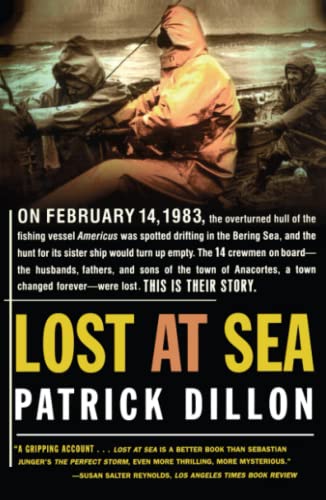 ON FEBRUARY 14, 1983, the overturned hull of the
fishing vessel Americus was spotted drifting in the Bering Sea, and
the hunt for its sister ship would turn up empty. The 14 crewmen on board—
the husbands, fathers, and sons of the town of Anacortes, a
town changed forever—were lost. THIS IS THEIR STORY.
LOST AT SEA
PATRICK DILLON
"A GRIPPING ACCOUNT . . . LOST AT SEA IS A BETTER BOOK THAN SEBASTIAN
JUNGER'S THE PERFECT STORM, EVEN MORE THRILLING, MORE MYSTERIOUS."
—SUSAN SALTER REYNOLDS, LOS ANGELES TIMES BOOK REVIEW